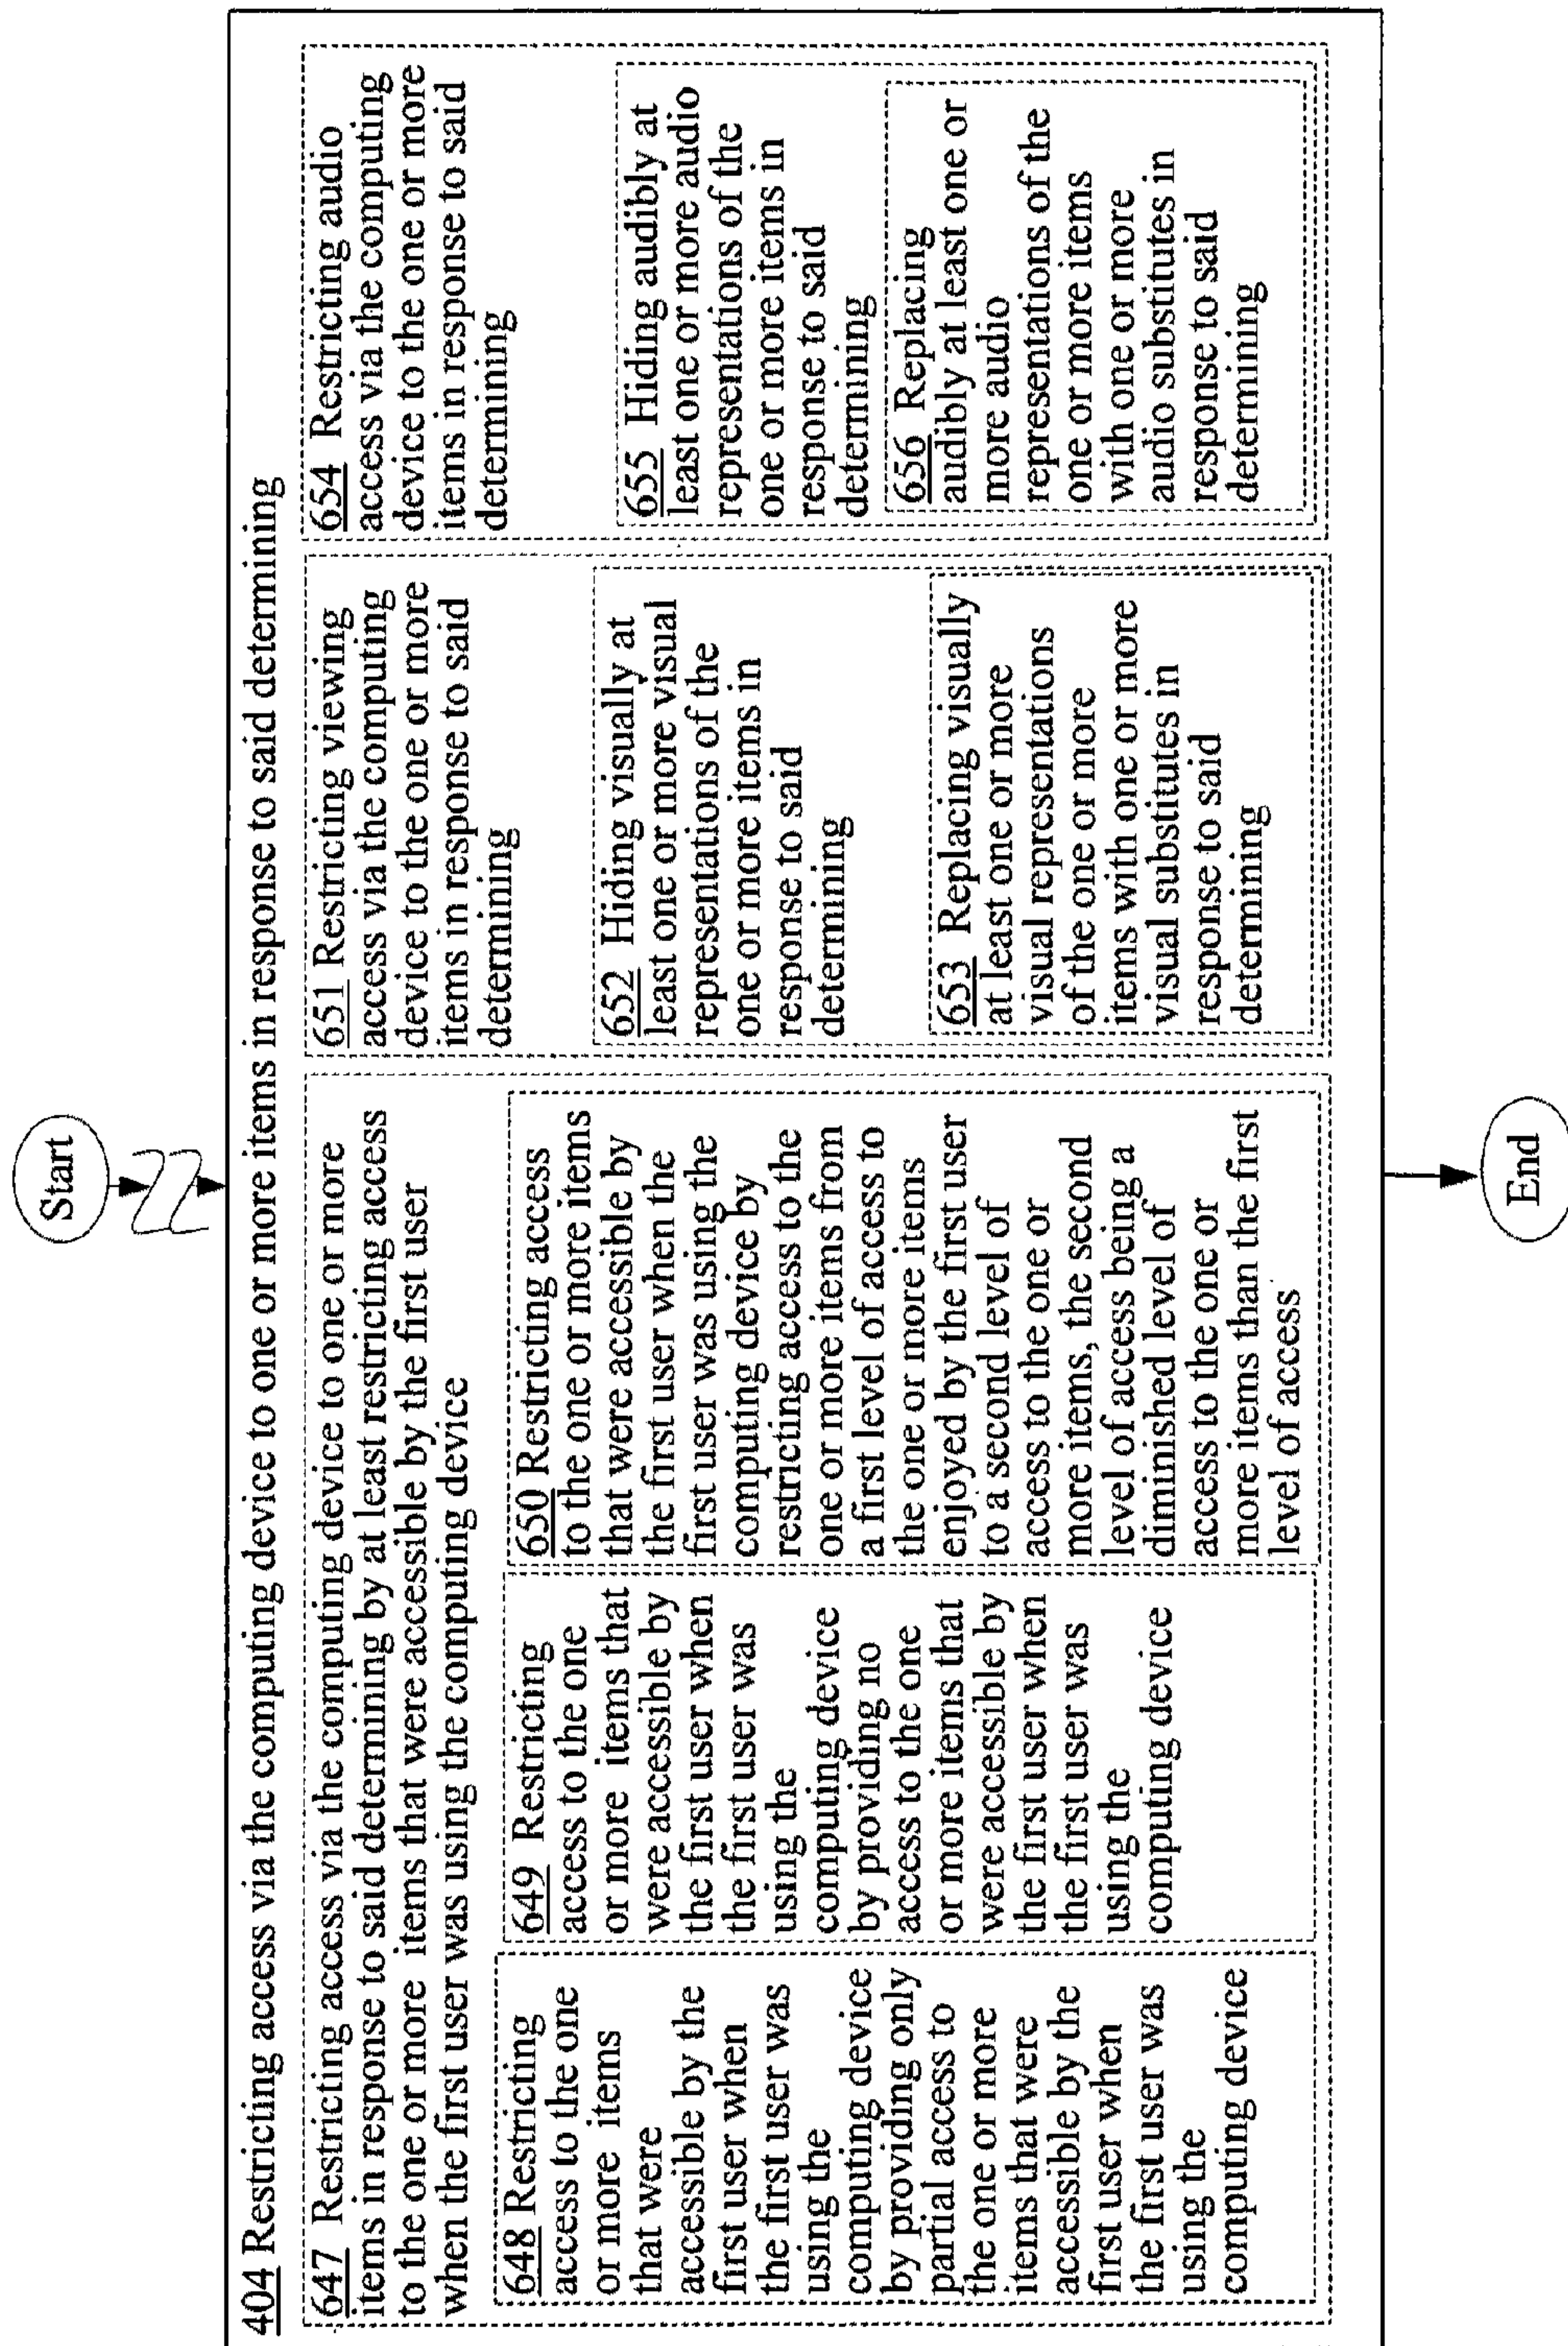 Start
404 Restricting access via the computing device to one or more items in response to said determining
647 Restricting access via the computing device to one or more
items in response to said determining by at least restricting access
to the one or more items that were accessible by the first user
when the first user was using the computing device
648 Restricting
access to the one
or more items
that were
accessible by the
first user when
the first user was
using the
computing device
by providing only
partial access to
the one or more
items that were
accessible by the
first user when
the first user was
using the
computing device
649 Restricting
access to the one
or more items that
were accessible by
the first user when
the first user was
using the
computing device
by providing no
access to the one
or more items that
were accessible by
the first user when
the first user was
using the
computing device
650 Restricting access
to the one or more items
that were accessible by
the first user when the
first user was using the
computing device by
restricting access to the
one or more items from
a first level of access to
the one or more items
enjoyed by the first user
to a second level of
access to the one or
more items, the second
level of access being a
diminished level of
access to the one or
more items than the first
level of access
651 Restricting viewing
access via the computing
device to the one or more
items in response to said
determining
652 Hiding visually at
least one or more visual
representations of the
one or more items in
response to said
determining
653 Replacing visually
at least one or more
visual representations
of the one or more
items with one or more
visual substitutes in
response to said
determining
654 Restricting audio
access via the computing
device to the one or more
items in response to said
determining
655 Hiding audibly at
least one or more audio
representations of the
one or more items in
response to said
determining
656 Replacing
audibly at least one or
more audio
representations of the
one or more items
with one or more
audio substitutes in
response to said
determining
End